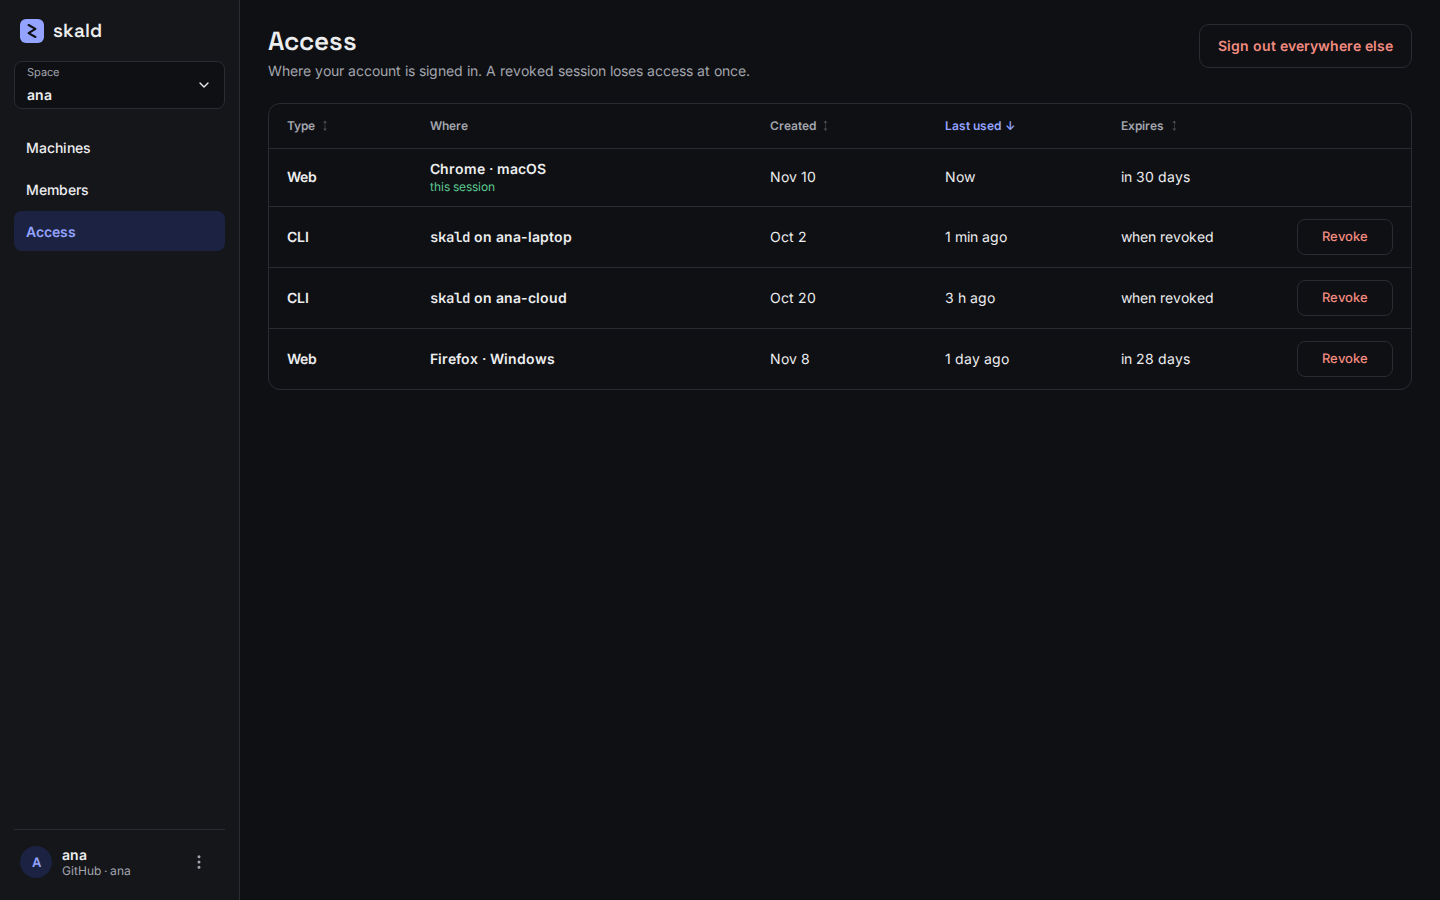 skald
Space
ana
Machines
Members
Access
A
ana
GitHub · ana
Access
Where your account is signed in. A revoked session loses access at once.
Sign out everywhere else
Type Where Created Last used Expires
Web Chrome · macOS Nov 10 Now in 30 days
this session
CLI skald on ana-laptop Oct 2 1 min ago when revoked Revoke
CLI skald on ana-cloud Oct 20 3 h ago when revoked Revoke
Web Firefox · Windows Nov 8 1 day ago in 28 days Revoke